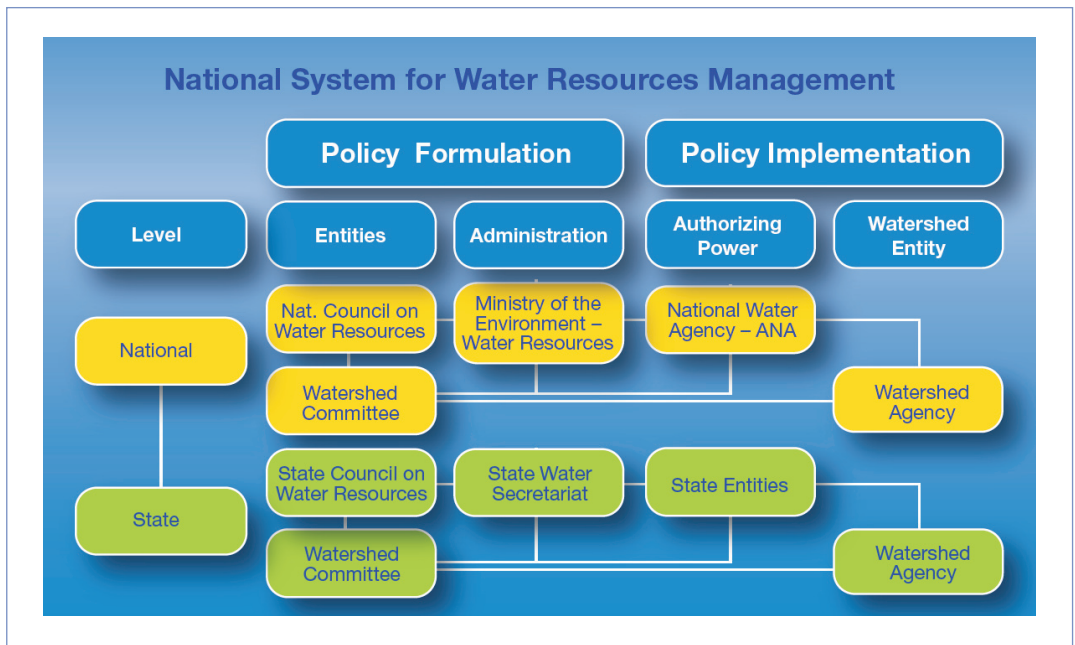 National System for Water Resources Management
Policy Formulation
Policy Implementation
Level
Entities
Administration
Authorizing
Power
Watershed
Entity
National
Nat. Council on
Water Resources
Ministry of the
Environment –
Water Resources
National Water
Agency – ANA
Watershed
Committee
Watershed
Agency
State
State Council on
Water Resources
State Water
Secretariat
State Entities
Watershed
Committee
Watershed
Agency